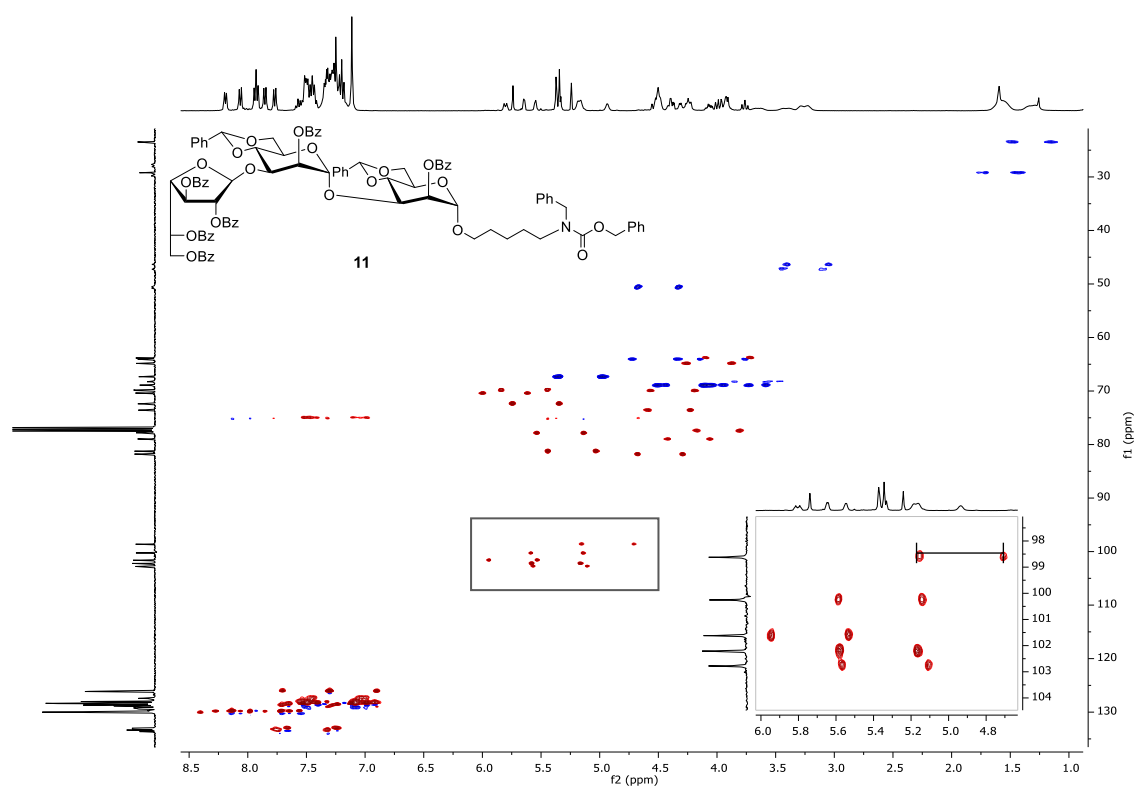 OBz
Ph
O
O
O
O
OBz
Ph
O
O
O
O
O
OBz
O
OBz
O
OBz
OBz
O
Ph
N
O
Ph
O
11
30
40
50
60
70
80
90
100
110
120
130
f1 (ppm)
98
99
100
101
102
103
104
6.0 5.8 5.6 5.4 5.2 5.0 4.8
8.5 8.0 7.5 7.0 6.5 6.0 5.5 5.0 4.5 4.0 3.5 3.0 2.5 2.0 1.5 1.0
f2 (ppm)